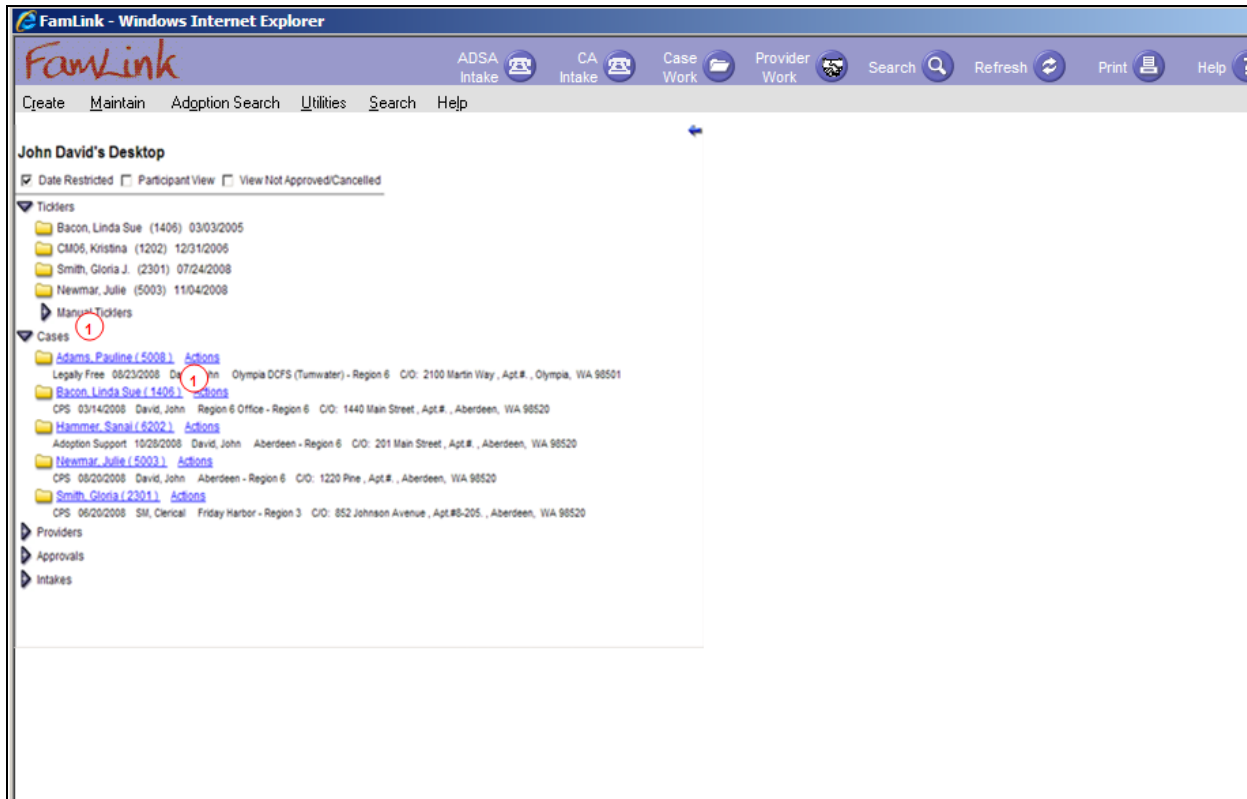 FamLink - Windows Internet Explorer
FamLink
ADSA Intake
CA Intake
Case Work
Provider Work
Search
Refresh
Print
Help
Create Maintain Adoption Search Utilities Search Help
John David's Desktop
Date Restricted Participant View View Not Approved/Cancelled
Ticklers
Bacon, Linda Sue (1406) 03/03/2005
CM06, Kristina (1202) 12/31/2006
Smith, Gloria J. (2301) 07/24/2008
Newmar, Julie (5003) 11/04/2008
Manual Ticklers
1
Cases
Adams, Pauline ( 5008 ) Actions
Legally Free 08/23/2008 John Olympia DCFS (Tumwater) - Region 6 C/O: 2100 Martin Way , Apt.#. , Olympia, WA 98501
1
Bacon, Linda Sue ( 1406 ) Actions
CPS 03/14/2008 David, John Region 6 Office - Region 6 C/O: 1440 Main Street , Apt.#. , Aberdeen, WA 98520
Hammer, Sanai ( 6202 ) Actions
Adoption Support 10/28/2008 David, John Aberdeen - Region 6 C/O: 201 Main Street , Apt.#. , Aberdeen, WA 98520
Newmar, Julie ( 5003 ) Actions
CPS 08/20/2008 David, John Aberdeen - Region 6 C/O: 1220 Pine , Apt.#. , Aberdeen, WA 98520
Smith, Gloria ( 2301 ) Actions
CPS 06/20/2008 SM, Clerical Friday Harbor - Region 3 C/O: 852 Johnson Avenue , Apt.#8-205. , Aberdeen, WA 98520
Providers
Approvals
Intakes